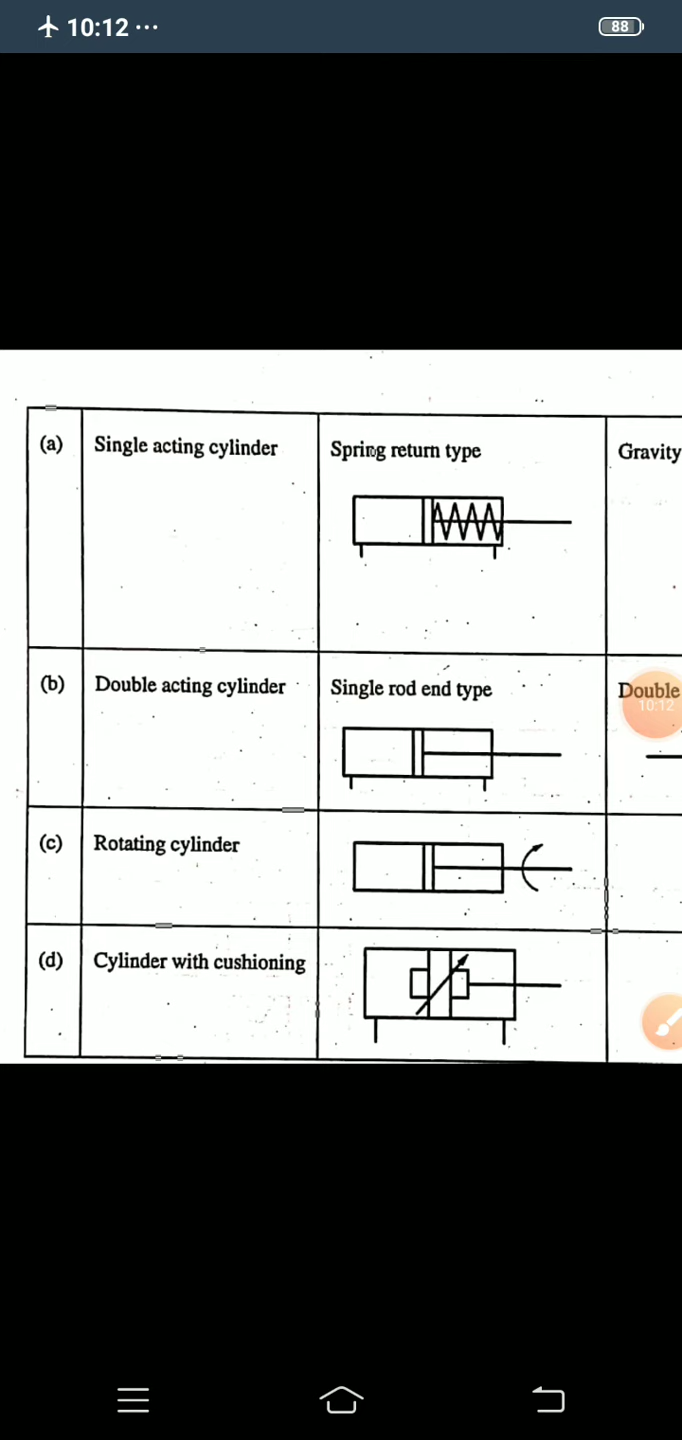 10:12 ...
88
(a) Single acting cylinder Spring return type Gravity
(b) Double acting cylinder Single rod end type Double
10:12
(c) Rotating cylinder
(d) Cylinder with cushioning